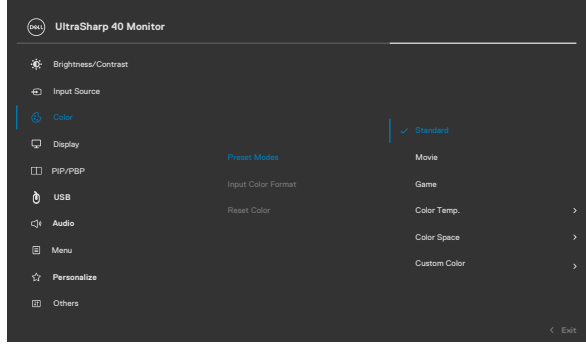 DELL UltraSharp 40 Monitor
Brightness/Contrast
Input Source
Color
Standard
Display
Preset Modes
Movie
PIP/PBP
Input Color Format
Game
USB
Reset Color
Color Temp.
Audio
Color Space
Menu
Custom Color
Personalize
Others
Exit